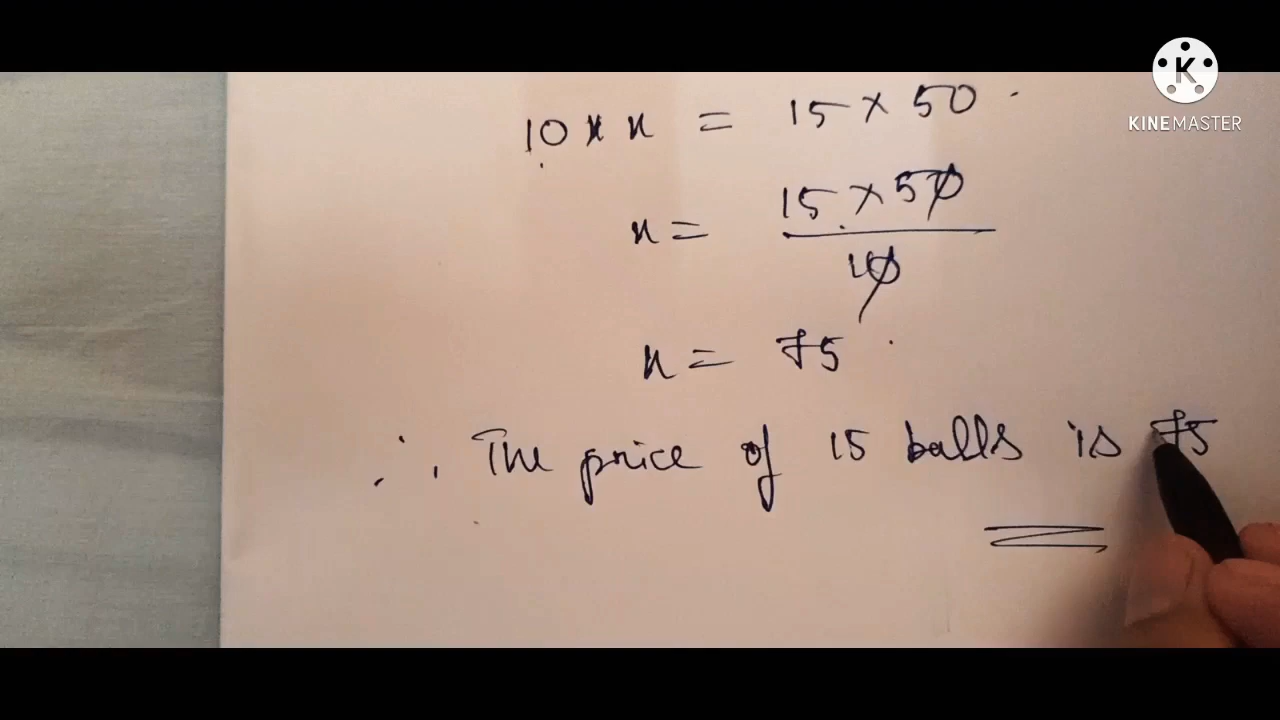 K
KINEMASTER
10 × x = 15 × 50
x = 15 × 50
10
x = 75
∴ The price of 15 balls is 75